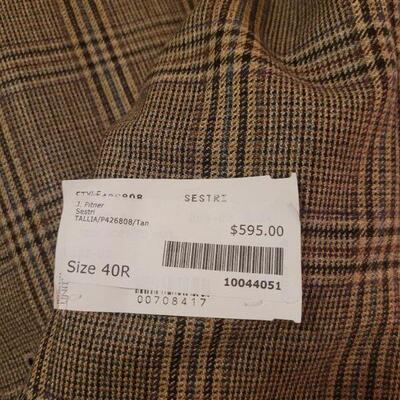 SESTRI
J. Pitner
Sestri
TALLIA/P426808/Tan
$595.00
Size 40R
10044051
00708417